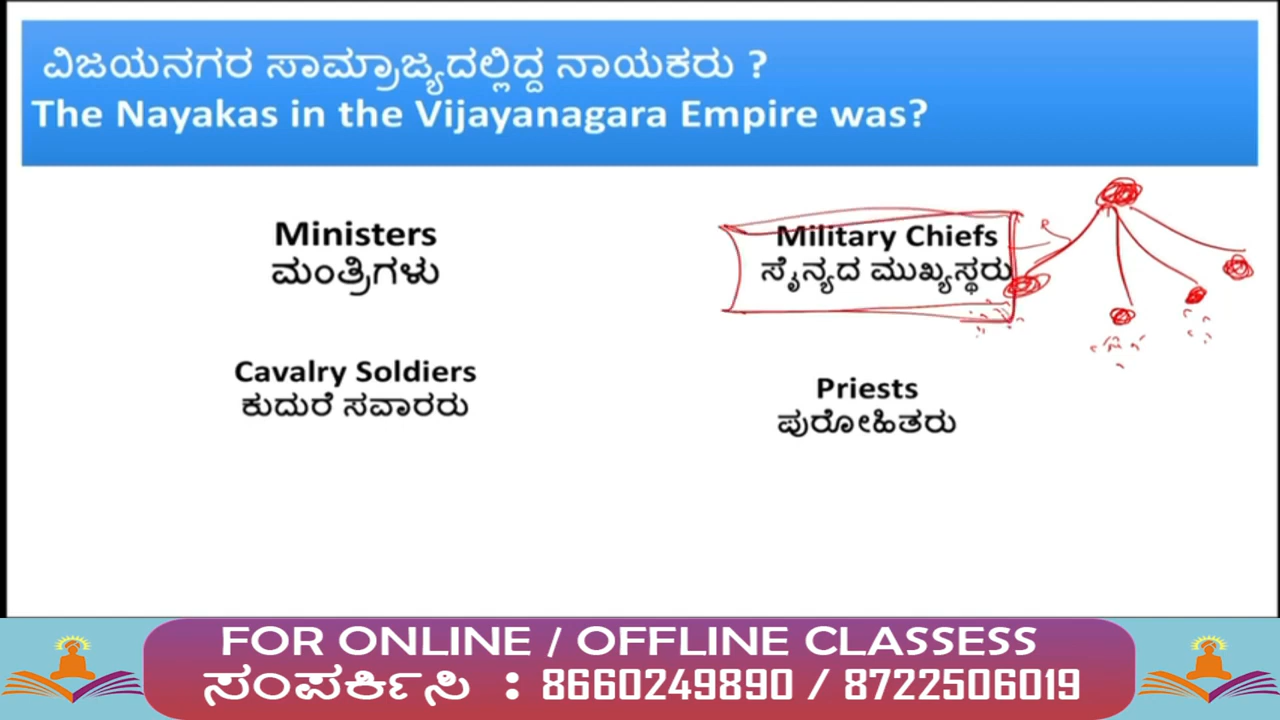 ವಿಜಯನಗರ ಸಾಮ್ರಾಜ್ಯದಲ್ಲಿದ್ದ ನಾಯಕರು ?
The Nayakas in the Vijayanagara Empire was?
Ministers
ಮಂತ್ರಿಗಳು
Military Chiefs
ಸೈನ್ಯದ ಮುಖ್ಯಸ್ಥರು
R
Cavalry Soldiers
ಕುದುರೆ ಸವಾರರು
Priests
ಪುರೋಹಿತರು
FOR ONLINE / OFFLINE CLASSESS
ಸಂಪರ್ಕಿಸಿ : 8660249890 / 8722506019